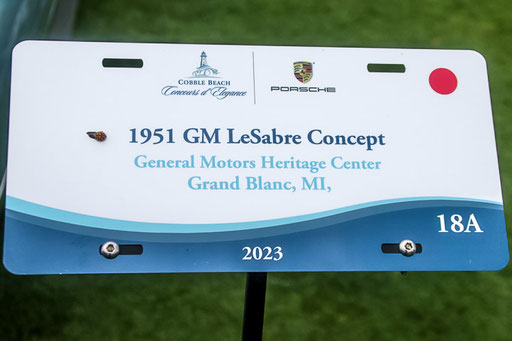 COBBLE BEACH
Concours d'Elegance
PORSCHE
1951 GM LeSabre Concept
General Motors Heritage Center
Grand Blanc, MI,
18A
2023